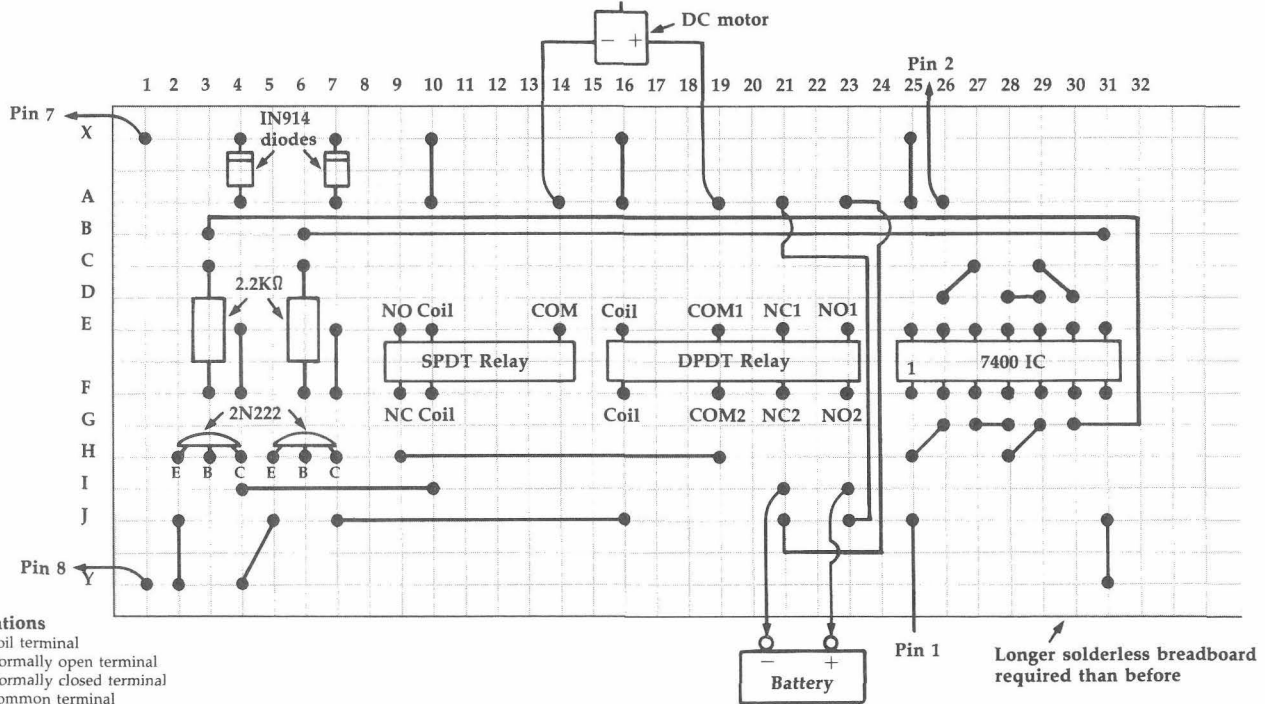 DC motor
− +
Pin 2
1 2 3 4 5 6 7 8 9 10 11 12 13 14 15 16 17 18 19 20 21 22 23 24 25 26 27 28 29 30 31 32
Pin 7
X
IN914
diodes
A
B
C
2.2KΩ
D
E
NO Coil COM Coil COM1 NC1 NO1
SPDT Relay DPDT Relay 1 7400 IC
F
NC Coil Coil COM2 NC2 NO2
G
2N222
H
E B C E B C
I
J
Pin 8
Y
ations
oil terminal
ormally open terminal
ormally closed terminal
ommon terminal
− +
Battery
Pin 1
Longer solderless breadboard
required than before